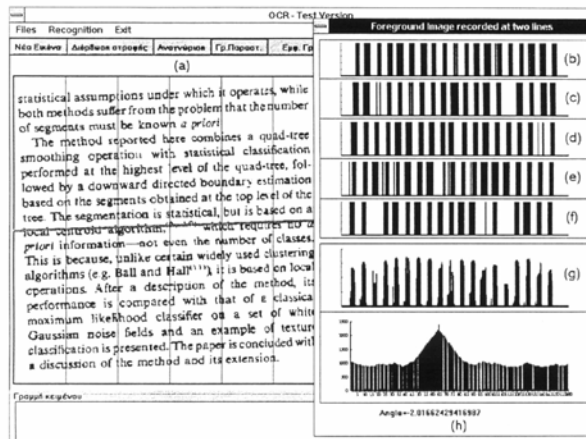 OCR - Test Version
Files Recognition Exit
Νέα Εικόνα Διόρθωση στροφής Αναγνώριση Γρ.Παραστ. Εμφ. Γρ
(a)
statistical assumptions under which it operates, while
both methods suffer from the problem that the number
of segments must be known a priori
The method reported here combines a quad-tree
smoothing operation with statistical classification
performed at the highest level of the quad-tree, fol-
lowed by a downward directed boundary estimation
based on the segments obtained at the top level of the
tree. The segmentation is statistical, but is based on a
local centroid algorithm, which requires no a
priori information—not even the number of classes.
This is because, unlike certain widely used clustering
algorithms (e.g. Ball and Hall it is based on local
operations. After a description of the method, its
performance is compared with that of a classical
maximum likelihood classifier on a set of white
Gaussian noise fields and an example of texture
classification is presented. The paper is concluded with
a discussion of the method and its extension.
Γραμμή κειμένου
Foreground Image recorded at two lines
(b)
(c)
(d)
(e)
(f)
(g)
Angle=-2.01662429416987
(h)